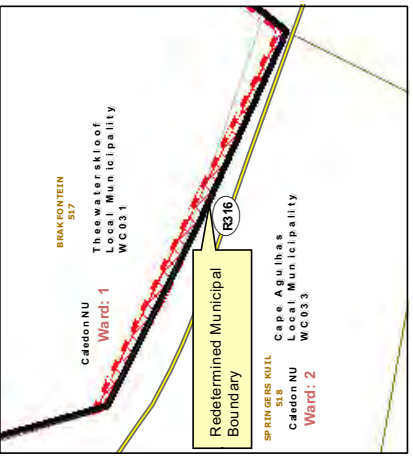 BRAKFONTEIN
517
Theewaterskloof
Local Municipality
WC031
Caledon NU
Ward: 1
R316
Redetermined Municipal
Boundary
SPRINGERS KUIL
518
Caledon NU
Ward: 2
Cape Agulhas
Local Municipality
WC033